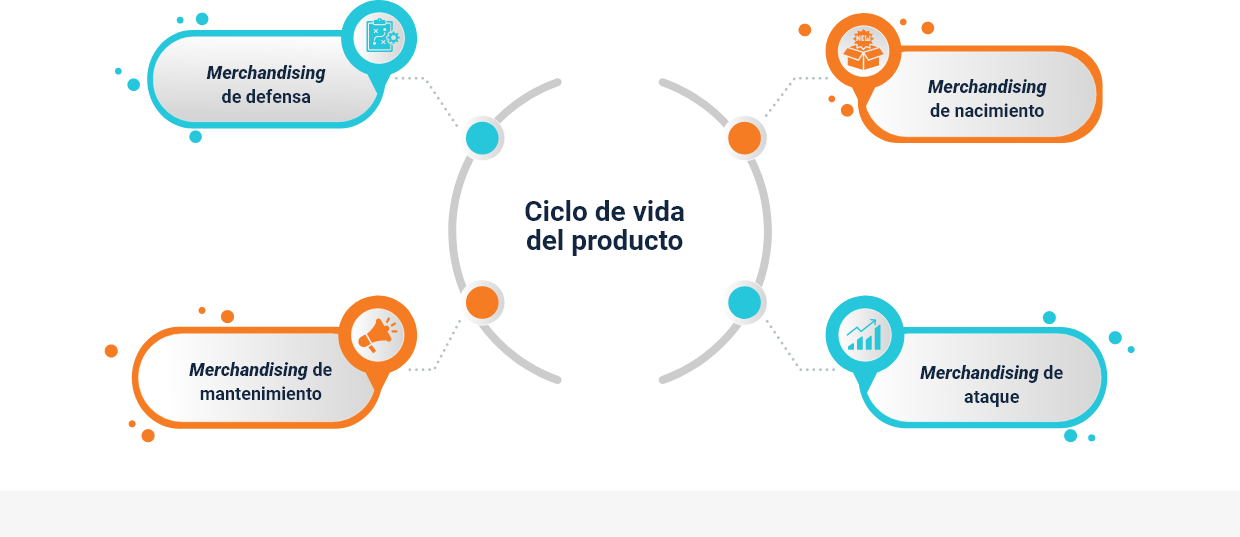 Merchandising
de defensa
NEW
Merchandising
de nacimiento
Ciclo de vida
del producto
Merchandising de
mantenimiento
Merchandising de
ataque